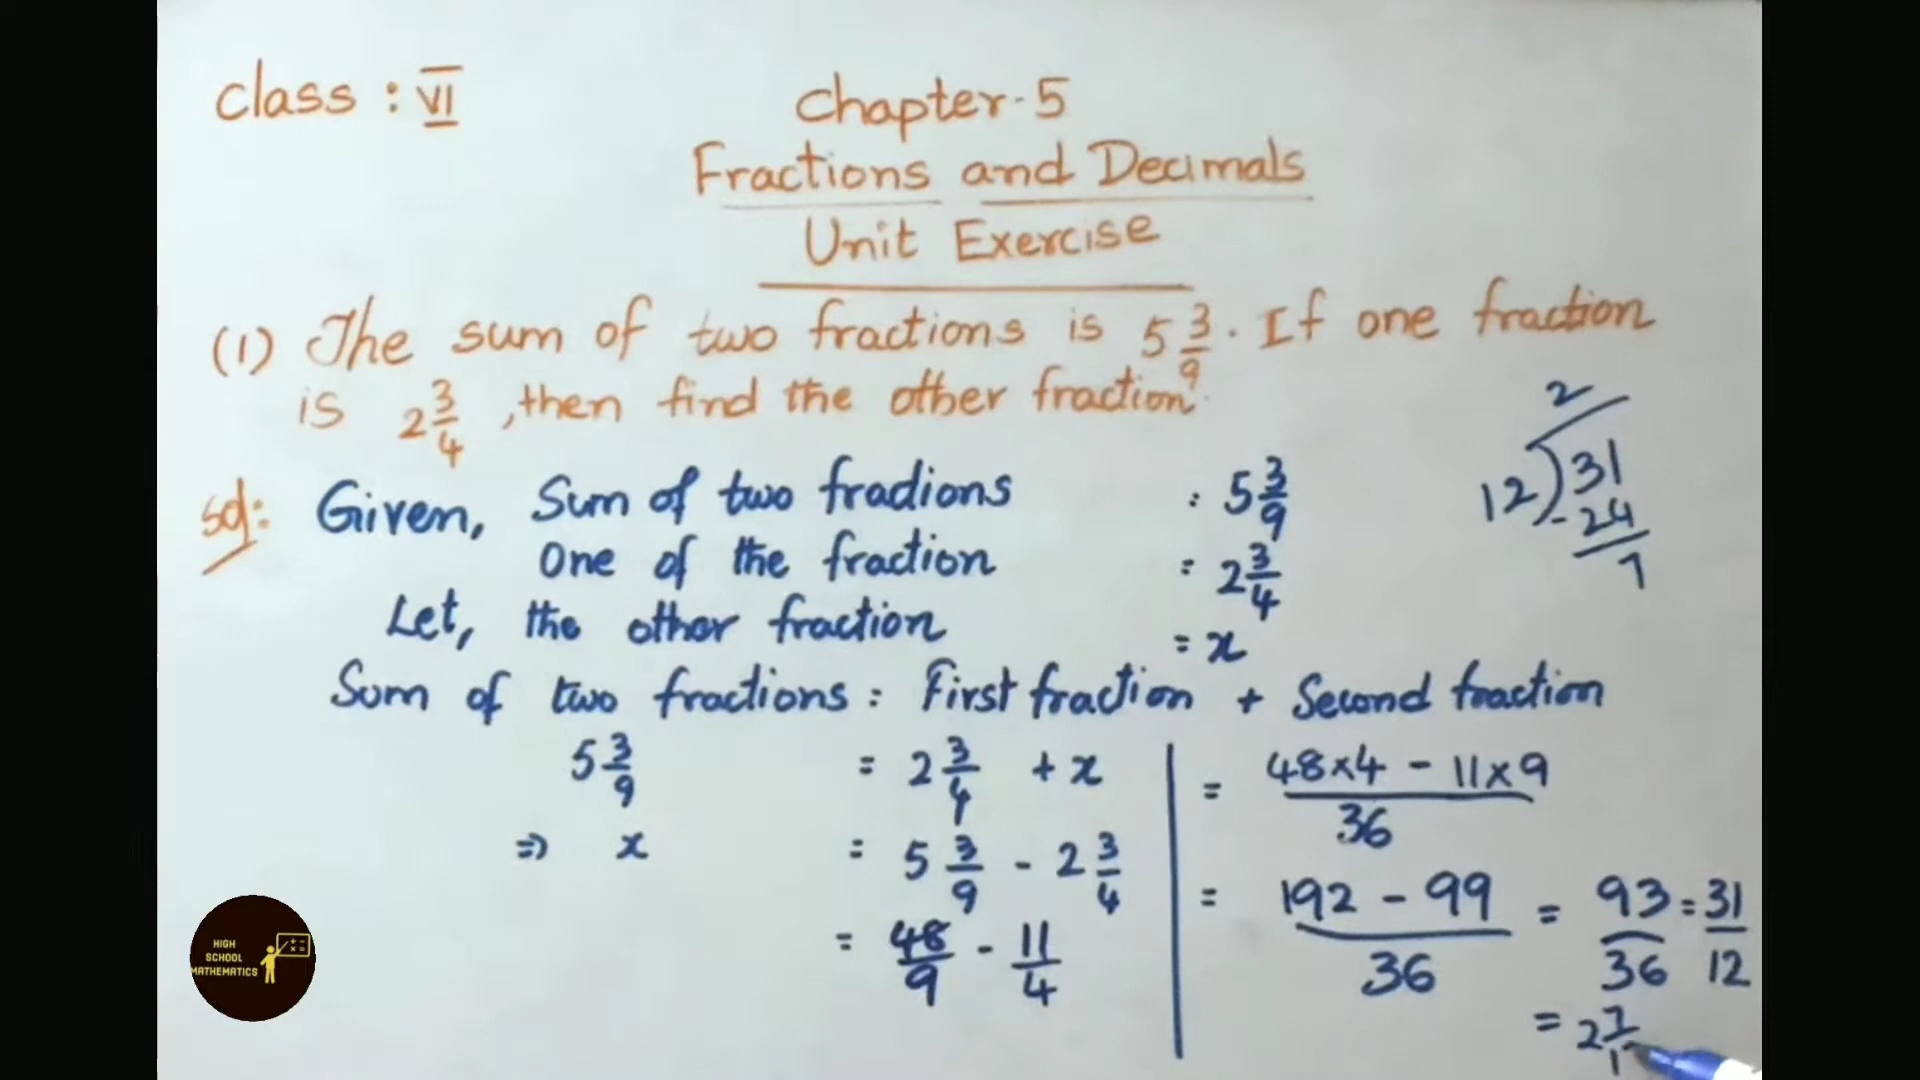 Class : VI
Chapter-5
Fractions and Decimals
Unit Exercise
(1) The sum of two fractions is 5 3/9. If one fraction
is 2 3/4, then find the other fraction.
Sol: Given, Sum of two fractions : 5 3/9
One of the fraction = 2 3/4
Let, the other fraction = x
Sum of two fractions = First fraction + Second fraction
5 3/9 = 2 3/4 + x
⇒ x = 5 3/9 - 2 3/4
= 48/9 - 11/4
= (48×4 - 11×9)/36
= (192 - 99)/36 = 93/36 = 31/12
= 2 7/1
2
12)31
-24
7
HIGH
SCHOOL
MATHEMATICS